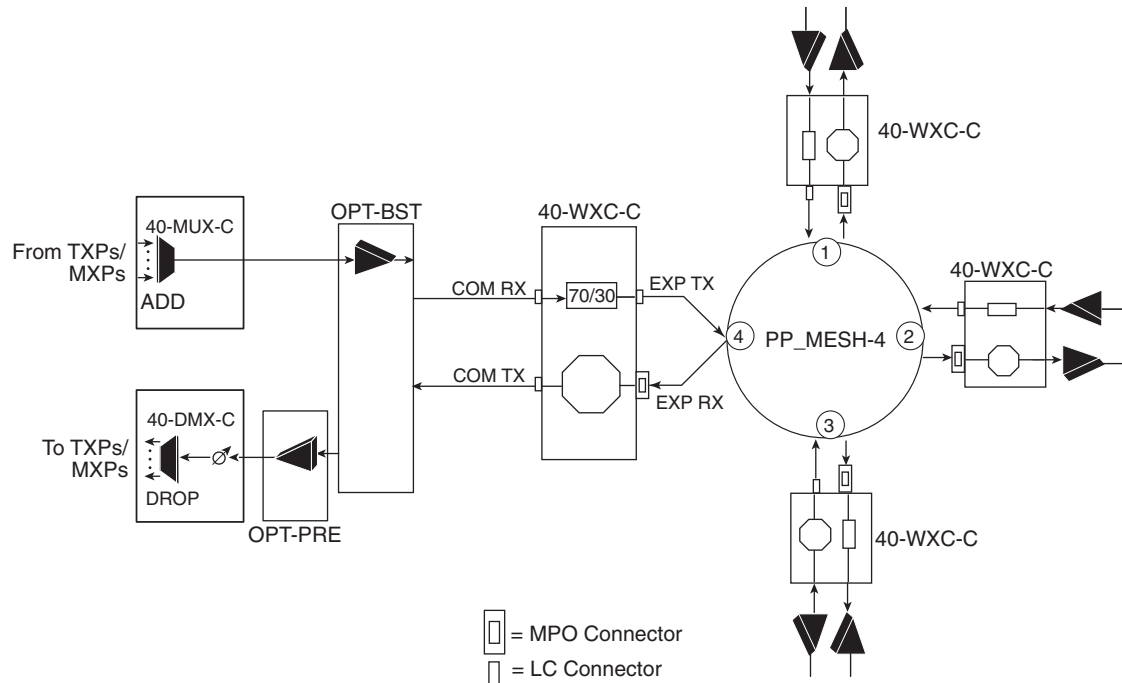 40-WXC-C
OPT-BST
40-WXC-C
40-MUX-C
From TXPs/
MXPs
ADD
COM RX
70/30
EXP TX
1
40-WXC-C
4
PP_MESH-4
2
COM TX
EXP RX
40-DMX-C
To TXPs/
MXPs
DROP
OPT-PRE
3
40-WXC-C
= MPO Connector
= LC Connector